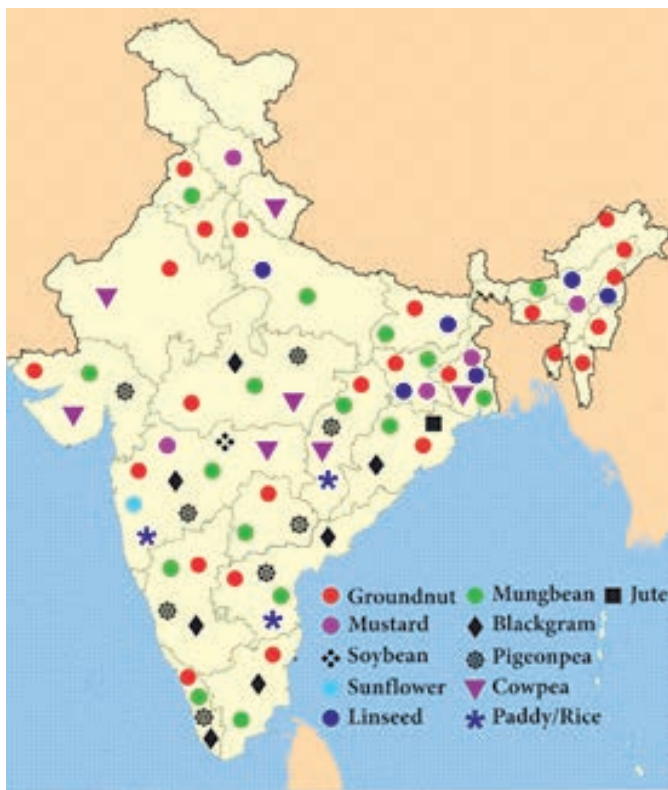 Groundnut Mungbean Jute
Mustard Blackgram
Soybean Pigeonpea
Sunflower Cowpea
Linseed Paddy/Rice